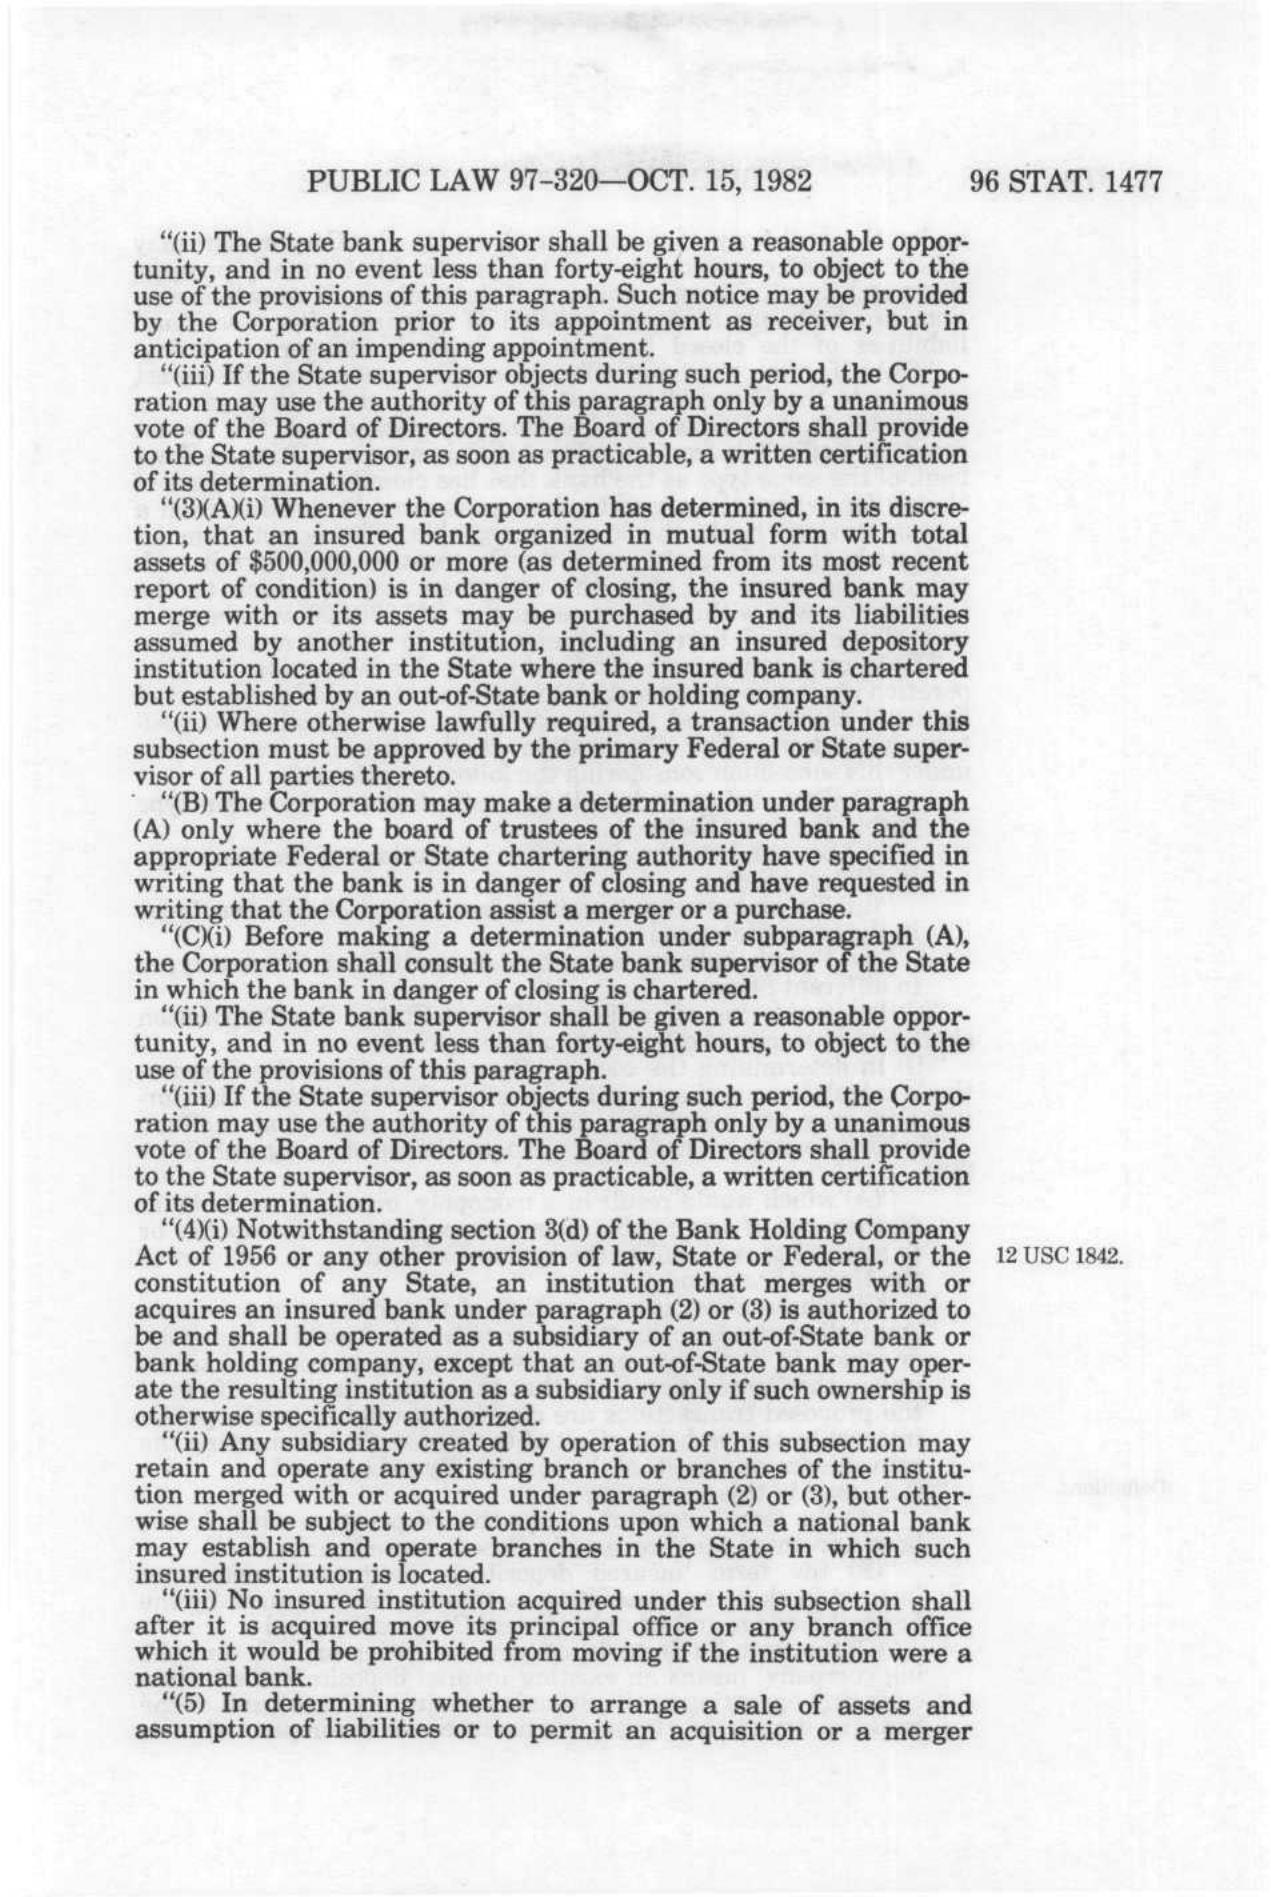 PUBLIC LAW 97-320—OCT. 15, 1982 96 STAT. 1477
“(ii) The State bank supervisor shall be given a reasonable oppor-
tunity, and in no event less than forty-eight hours, to object to the
use of the provisions of this paragraph. Such notice may be provided
by the Corporation prior to its appointment as receiver, but in
anticipation of an impending appointment.
“(iii) If the State supervisor objects during such period, the Corpo-
ration may use the authority of this paragraph only by a unanimous
vote of the Board of Directors. The Board of Directors shall provide
to the State supervisor, as soon as practicable, a written certification
of its determination.
“(3)(A)(i) Whenever the Corporation has determined, in its discre-
tion, that an insured bank organized in mutual form with total
assets of $500,000,000 or more (as determined from its most recent
report of condition) is in danger of closing, the insured bank may
merge with or its assets may be purchased by and its liabilities
assumed by another institution, including an insured depository
institution located in the State where the insured bank is chartered
but established by an out-of-State bank or holding company.
“(ii) Where otherwise lawfully required, a transaction under this
subsection must be approved by the primary Federal or State super-
visor of all parties thereto.
“(B) The Corporation may make a determination under paragraph
(A) only where the board of trustees of the insured bank and the
appropriate Federal or State chartering authority have specified in
writing that the bank is in danger of closing and have requested in
writing that the Corporation assist a merger or a purchase.
“(C)(i) Before making a determination under subparagraph (A),
the Corporation shall consult the State bank supervisor of the State
in which the bank in danger of closing is chartered.
“(ii) The State bank supervisor shall be given a reasonable oppor-
tunity, and in no event less than forty-eight hours, to object to the
use of the provisions of this paragraph.
“(iii) If the State supervisor objects during such period, the Corpo-
ration may use the authority of this paragraph only by a unanimous
vote of the Board of Directors. The Board of Directors shall provide
to the State supervisor, as soon as practicable, a written certification
of its determination.
“(4)(i) Notwithstanding section 3(d) of the Bank Holding Company
Act of 1956 or any other provision of law, State or Federal, or the 12 USC 1842.
constitution of any State, an institution that merges with or
acquires an insured bank under paragraph (2) or (3) is authorized to
be and shall be operated as a subsidiary of an out-of-State bank or
bank holding company, except that an out-of-State bank may oper-
ate the resulting institution as a subsidiary only if such ownership is
otherwise specifically authorized.
“(ii) Any subsidiary created by operation of this subsection may
retain and operate any existing branch or branches of the institu-
tion merged with or acquired under paragraph (2) or (3), but other-
wise shall be subject to the conditions upon which a national bank
may establish and operate branches in the State in which such
insured institution is located.
“(iii) No insured institution acquired under this subsection shall
after it is acquired move its principal office or any branch office
which it would be prohibited from moving if the institution were a
national bank.
“(5) In determining whether to arrange a sale of assets and
assumption of liabilities or to permit an acquisition or a merger